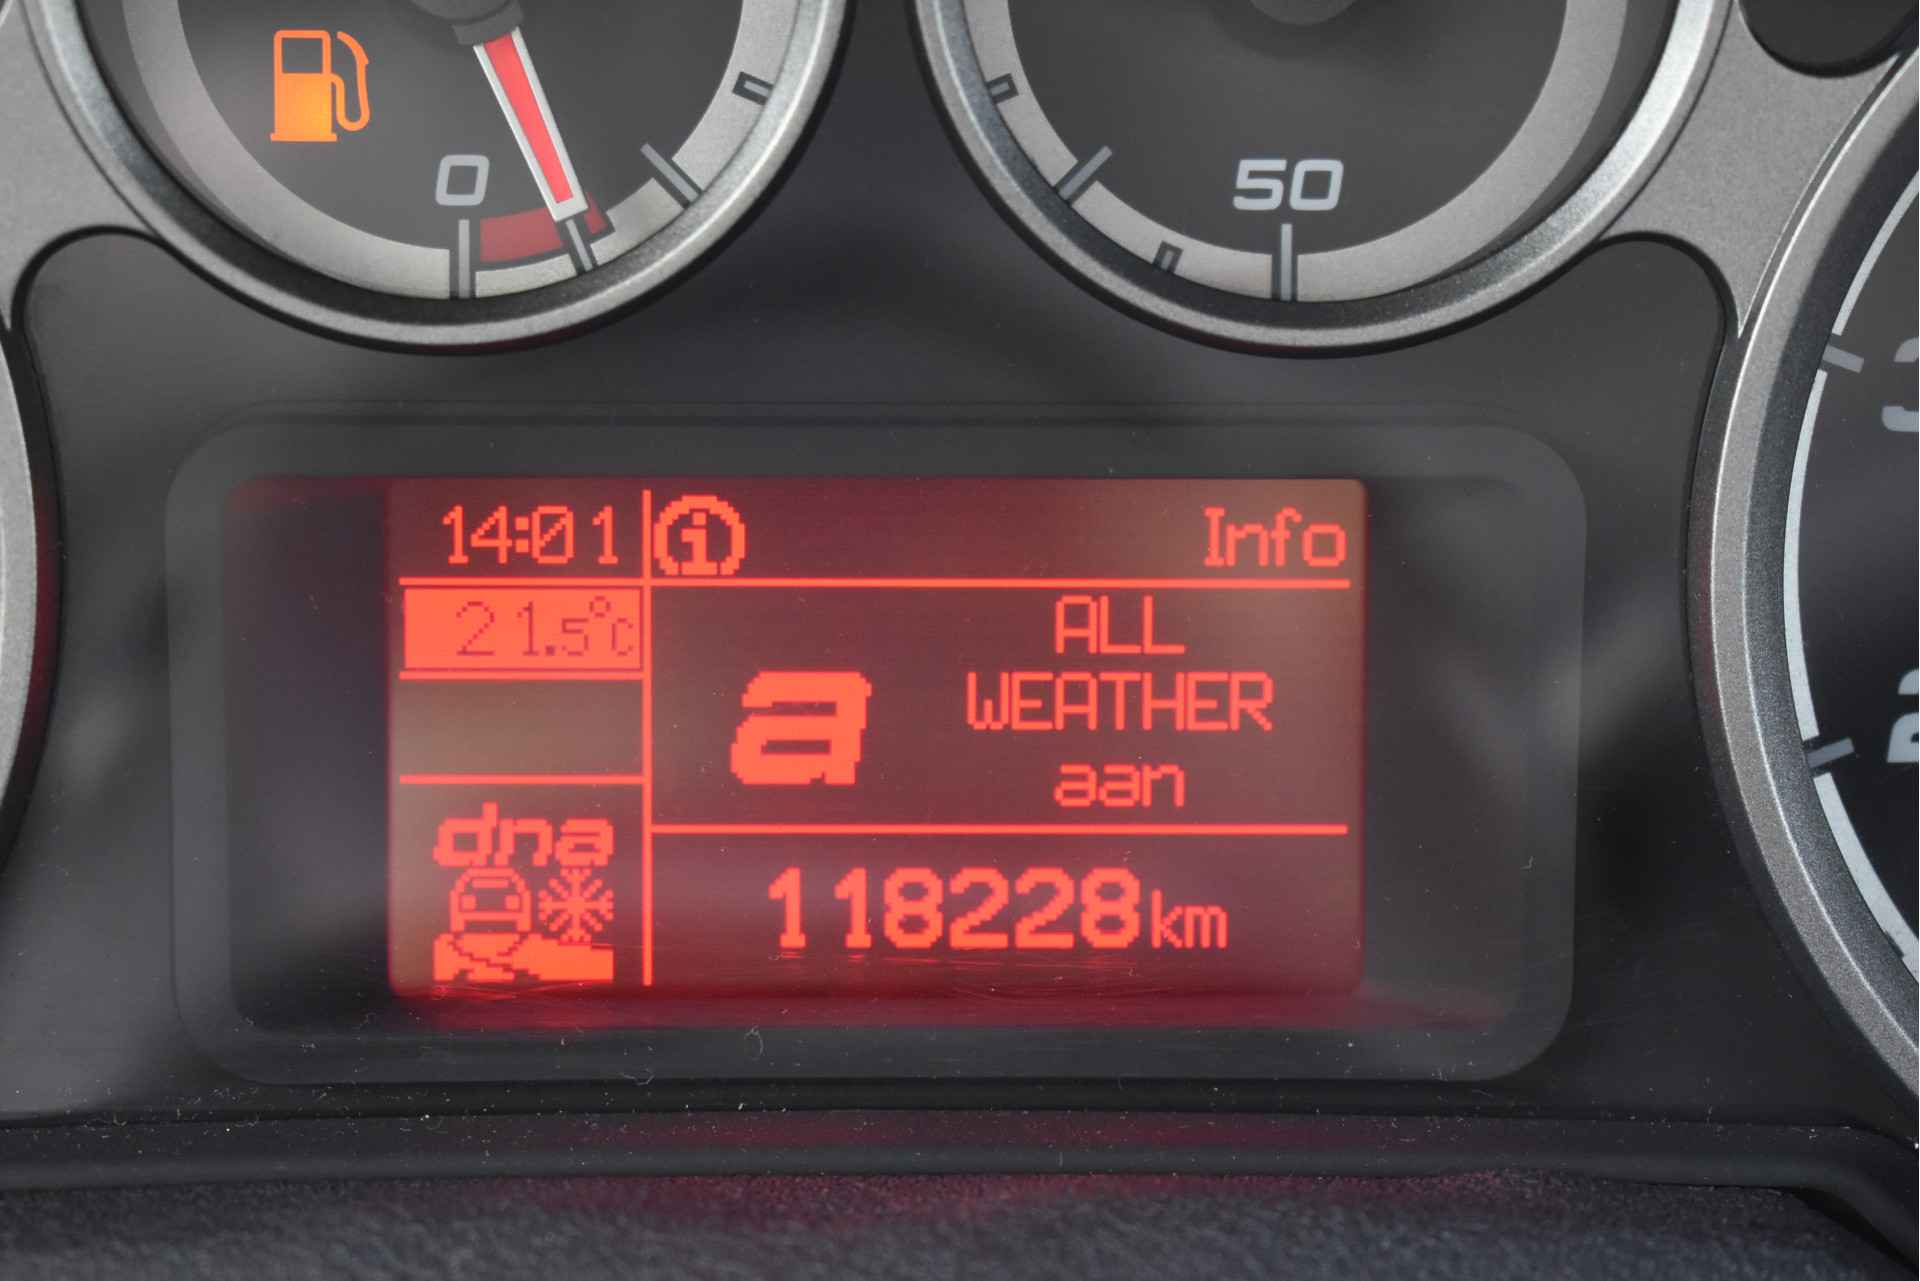 0
50
14:01
Info
21.5°C
ALL
WEATHER
a
aan
dna
118228km